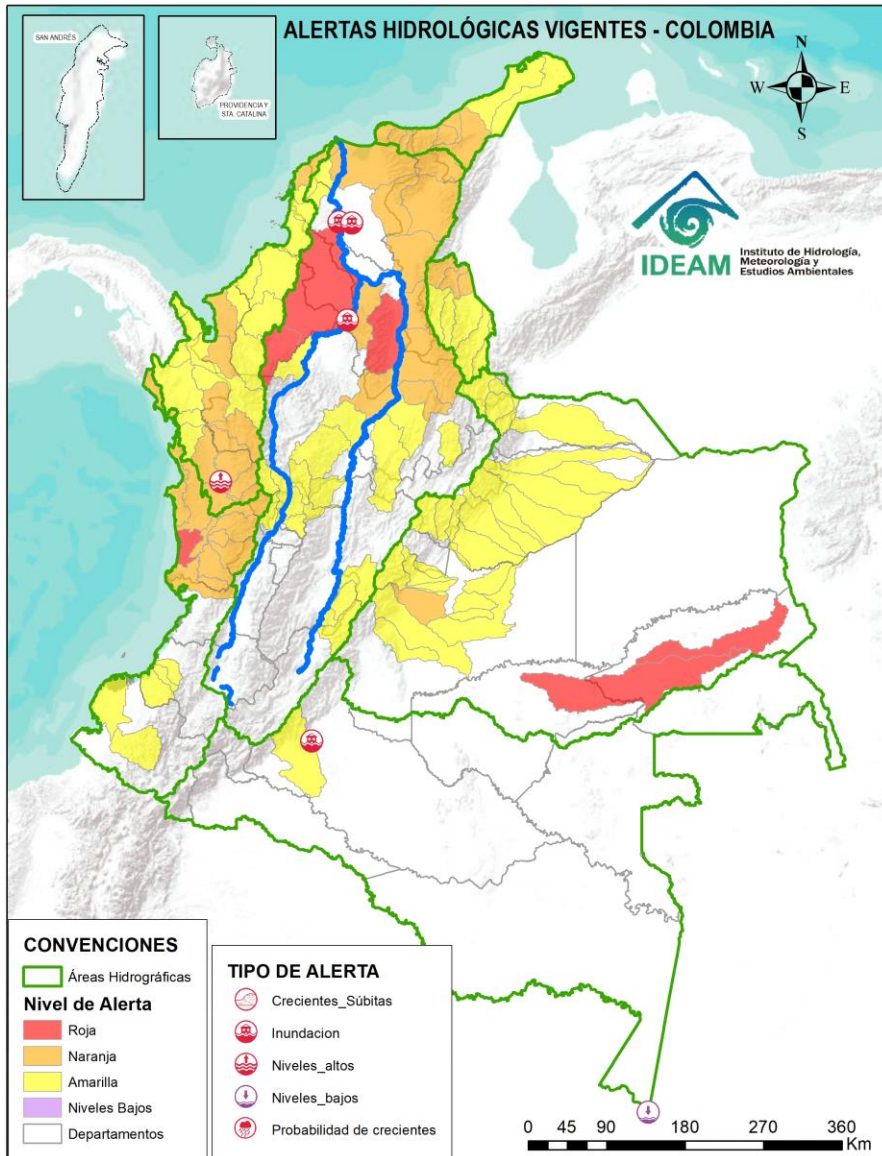 ALERTAS HIDROLÓGICAS VIGENTES - COLOMBIA
SAN ANDRÉS
PROVIDENCIA Y
STA. CATALINA
N
W
E
S
IDEAM
Instituto de Hidrología,
Meteorología y
Estudios Ambientales
CONVENCIONES
Áreas Hidrográficas
Nivel de Alerta
Roja
Naranja
Amarilla
Niveles Bajos
Departamentos
TIPO DE ALERTA
Crecientes_Súbitas
Inundacion
Niveles_altos
Niveles_bajos
Probabilidad de crecientes
0 45 90 180 270 360
Km